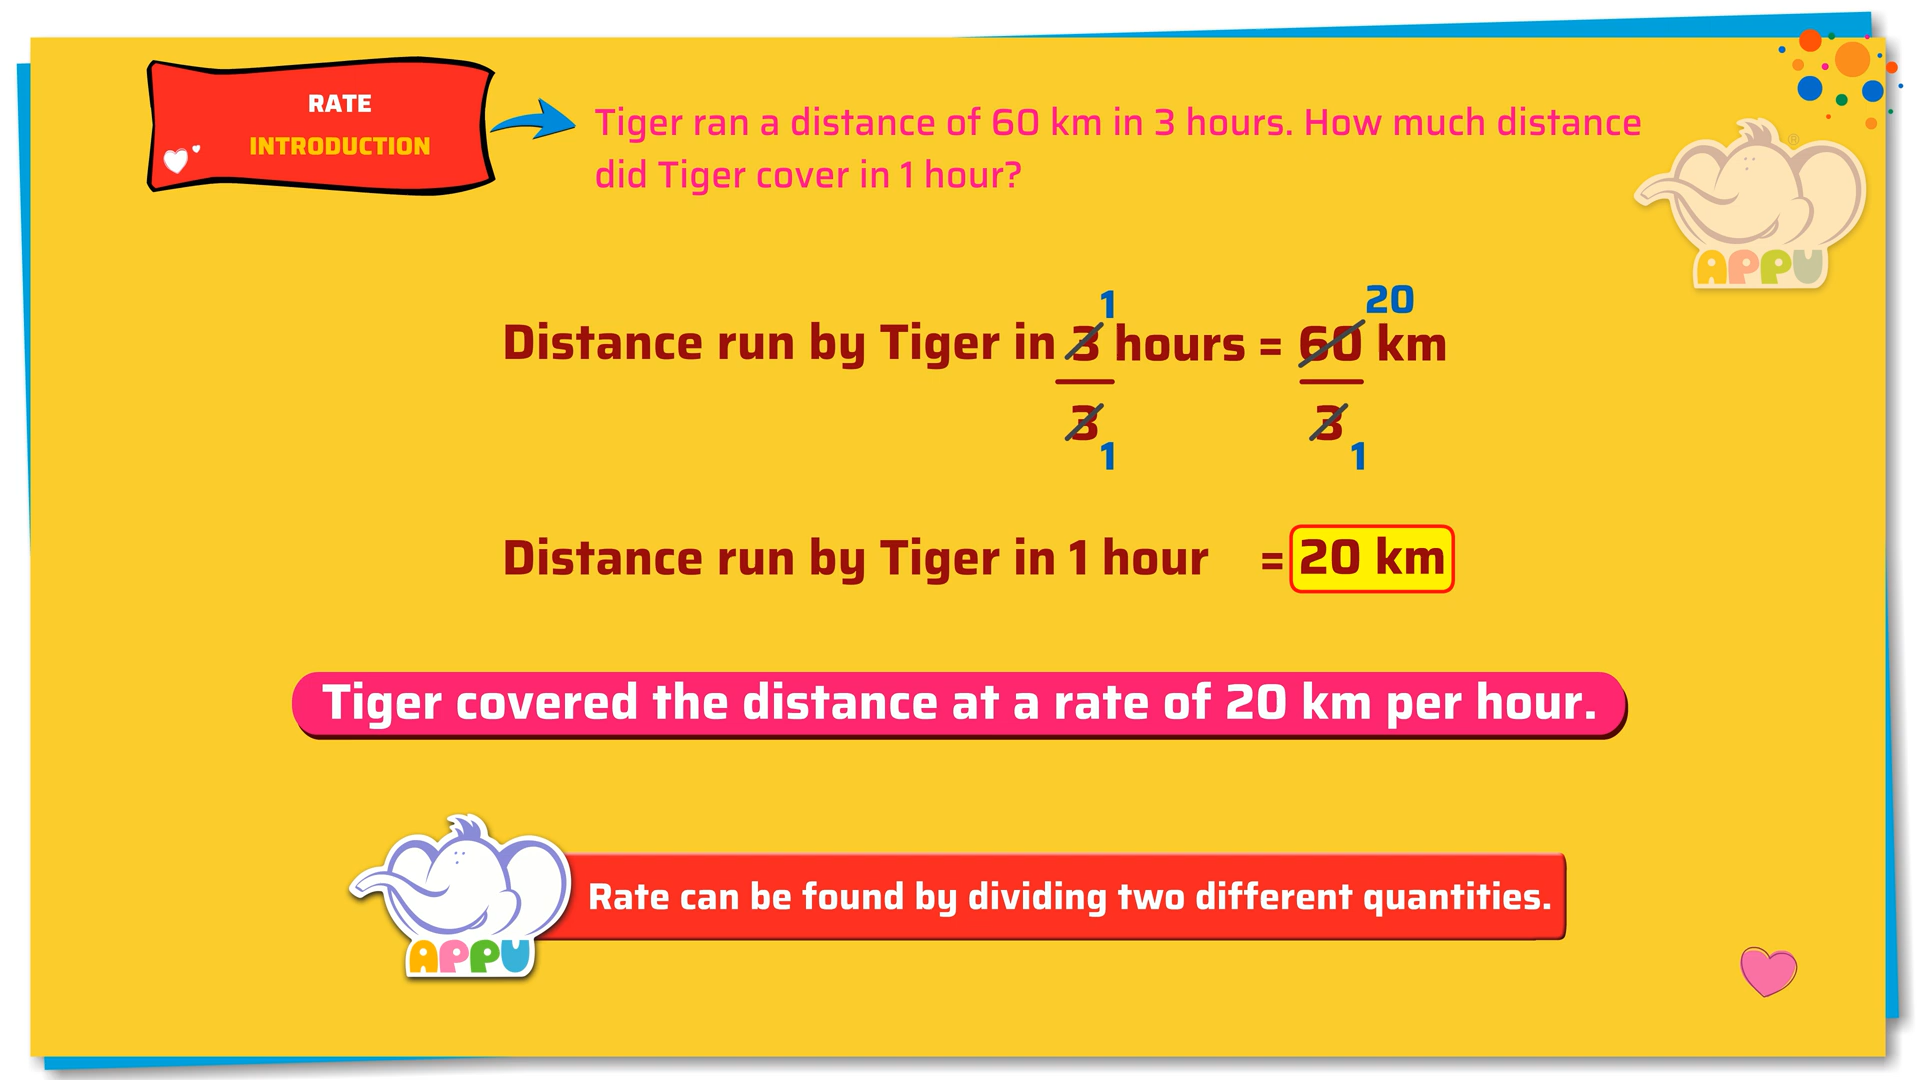 RATE
INTRODUCTION
Tiger ran a distance of 60 km in 3 hours. How much distance
did Tiger cover in 1 hour?
®
APPU
1 20
Distance run by Tiger in 3 hours = 60 km
3 3
1 1
Distance run by Tiger in 1 hour = 20 km
Tiger covered the distance at a rate of 20 km per hour.
Rate can be found by dividing two different quantities.
APPU